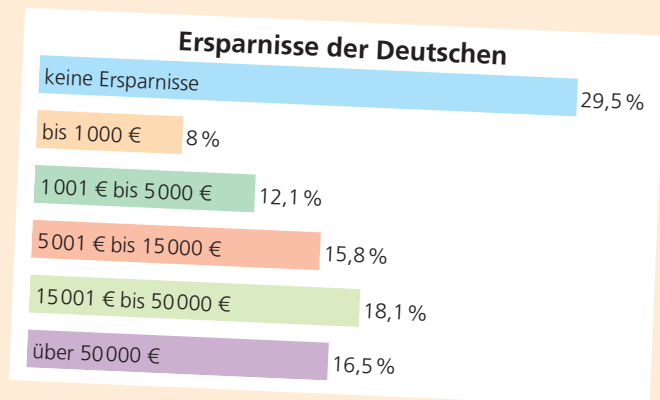 Ersparnisse der Deutschen
keine Ersparnisse 29,5 %
bis 1 000 € 8 %
1 001 € bis 5 000 € 12,1 %
5 001 € bis 15 000 € 15,8 %
15 001 € bis 50 000 € 18,1 %
über 50 000 € 16,5 %